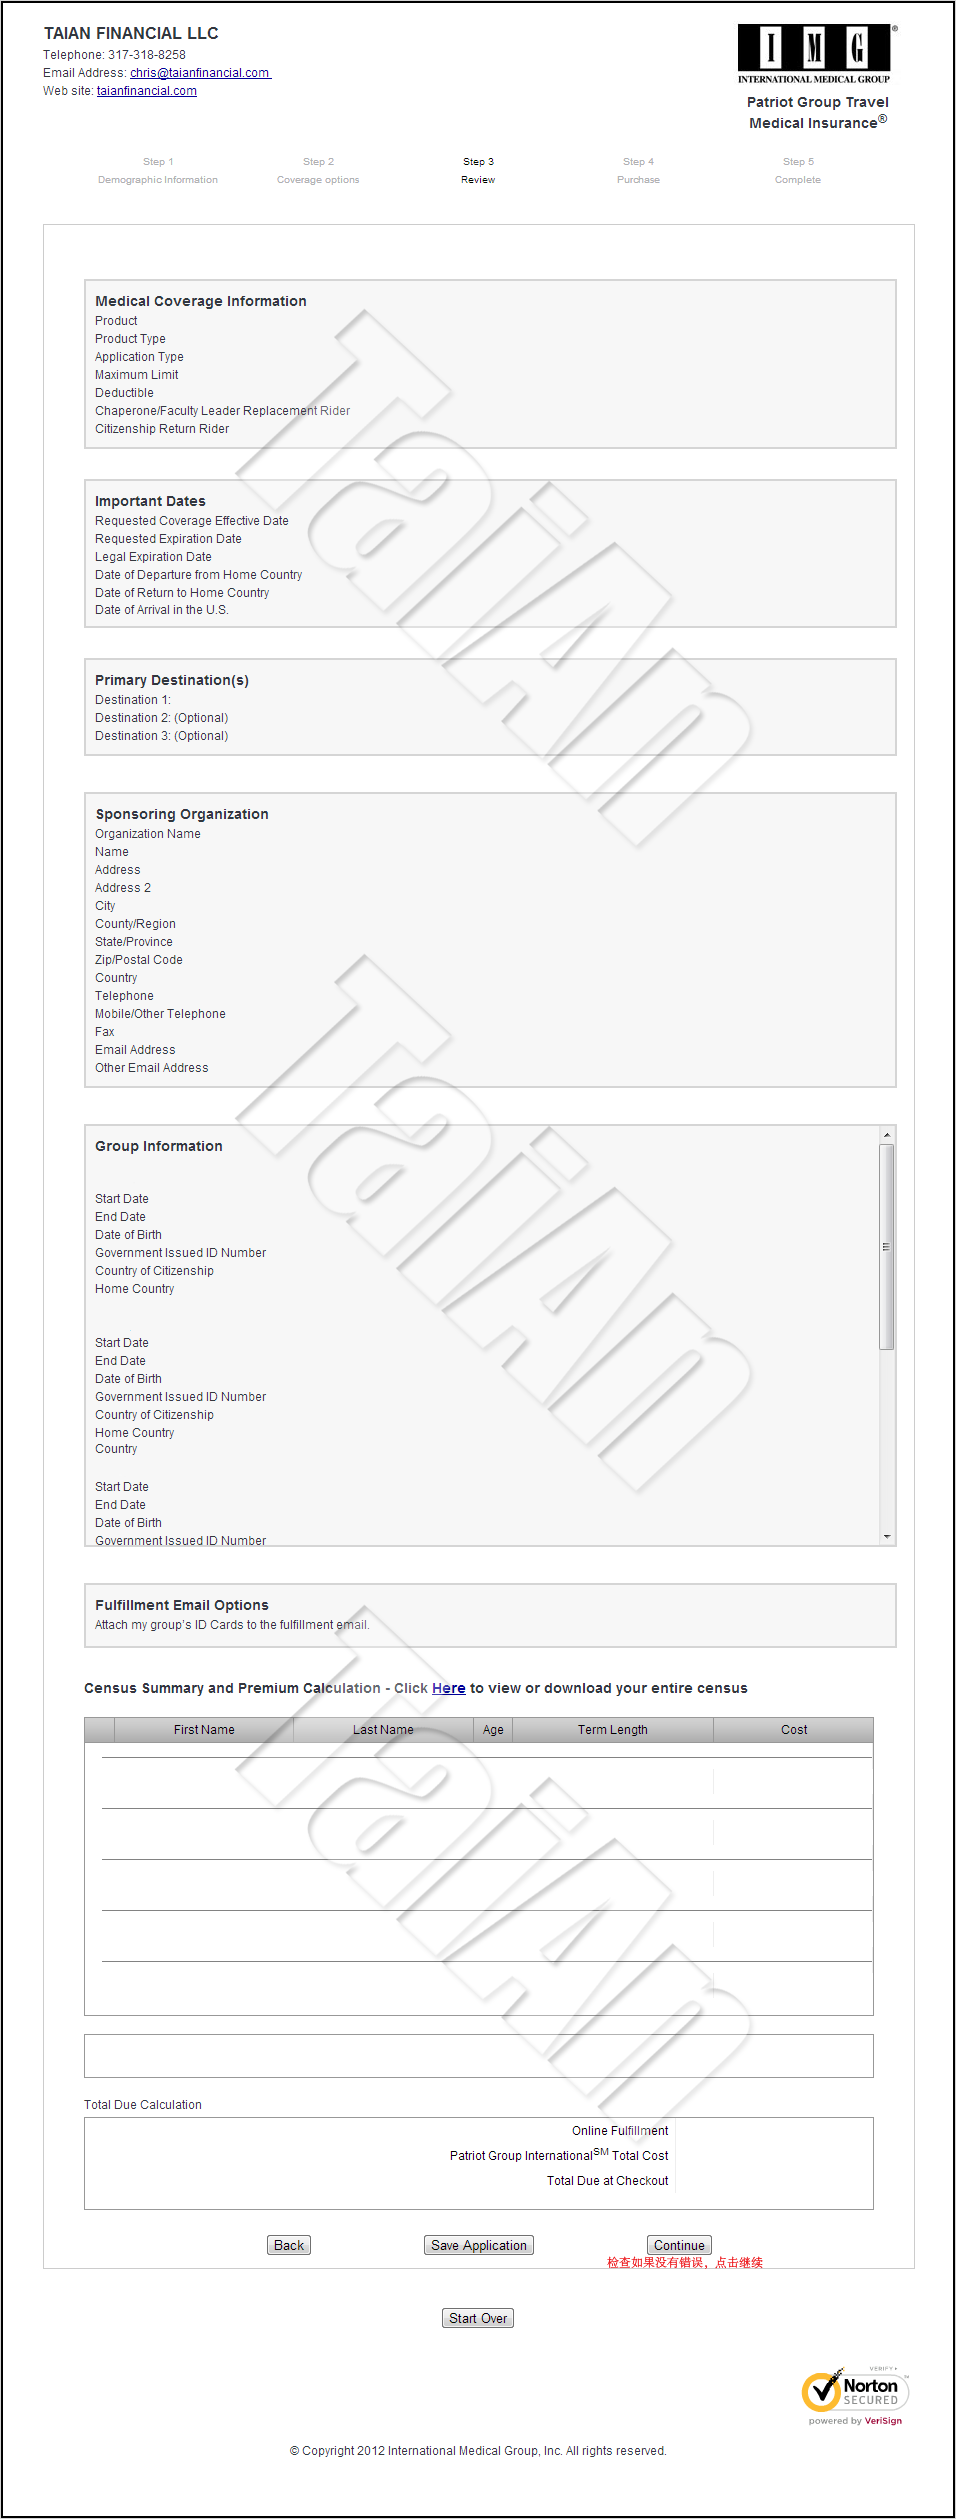 TAIAN FINANCIAL LLC
Telephone: 317-318-8258
Email Address: chris@taianfinancial.com
Web site: taianfinancial.com
IMG®
INTERNATIONAL MEDICAL GROUP
Patriot Group Travel
Medical Insurance®
Step 1 Step 2 Step 3 Step 4 Step 5
Demographic Information Coverage options Review Purchase Complete
Medical Coverage Information
Product
Product Type
Application Type
Maximum Limit
Deductible
Chaperone/Faculty Leader Replacement Rider
Citizenship Return Rider
TaiAn
Important Dates
Requested Coverage Effective Date
Requested Expiration Date
Legal Expiration Date
Date of Departure from Home Country
Date of Return to Home Country
Date of Arrival in the U.S.
Primary Destination(s)
Destination 1:
Destination 2: (Optional)
Destination 3: (Optional)
Sponsoring Organization
Organization Name
Name
Address
Address 2
City
County/Region
State/Province
Zip/Postal Code
Country
Telephone
Mobile/Other Telephone
Fax
Email Address
Other Email Address
TaiAn
Group Information
Start Date
End Date
Date of Birth
Government Issued ID Number
Country of Citizenship
Home Country
Start Date
End Date
Date of Birth
Government Issued ID Number
Country of Citizenship
Home Country
Country
Start Date
End Date
Date of Birth
Government Issued ID Number
Fulfillment Email Options
Attach my group's ID Cards to the fulfillment email.
Census Summary and Premium Calculation - Click Here to view or download your entire census
First Name Last Name Age Term Length Cost
TaiAn
Total Due Calculation
Online Fulfillment
Patriot Group International SM Total Cost
Total Due at Checkout
Back Save Application Continue
检查如果没有错误，点击继续
Start Over
VERIFY
Norton
SECURED
powered by VeriSign
© Copyright 2012 International Medical Group, Inc. All rights reserved.